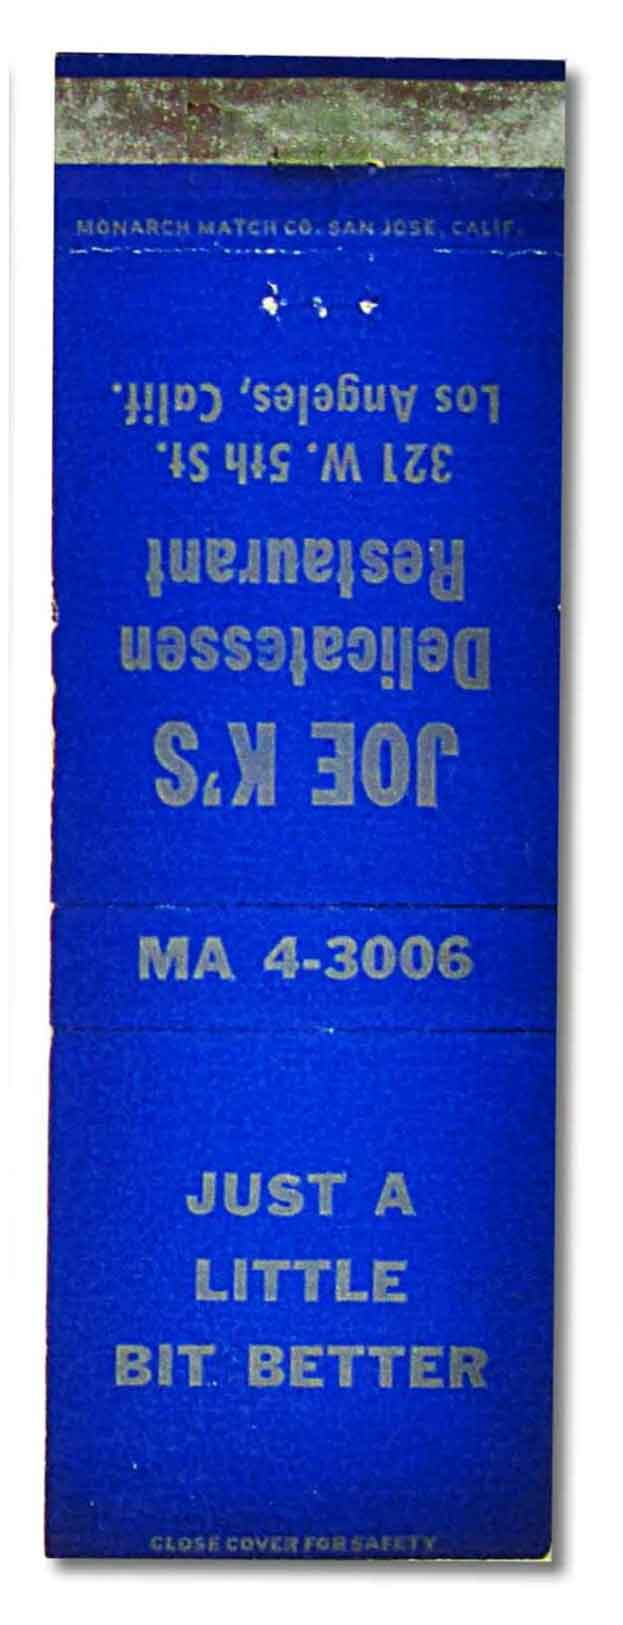 MONARCH MATCH CO. SAN JOSE, CALIF.
JOE K'S
Delicatessen
Restaurant
321 W. 5th St.
Los Angeles, Calif.
MA 4-3006
JUST A
LITTLE
BIT BETTER
CLOSE COVER FOR SAFETY